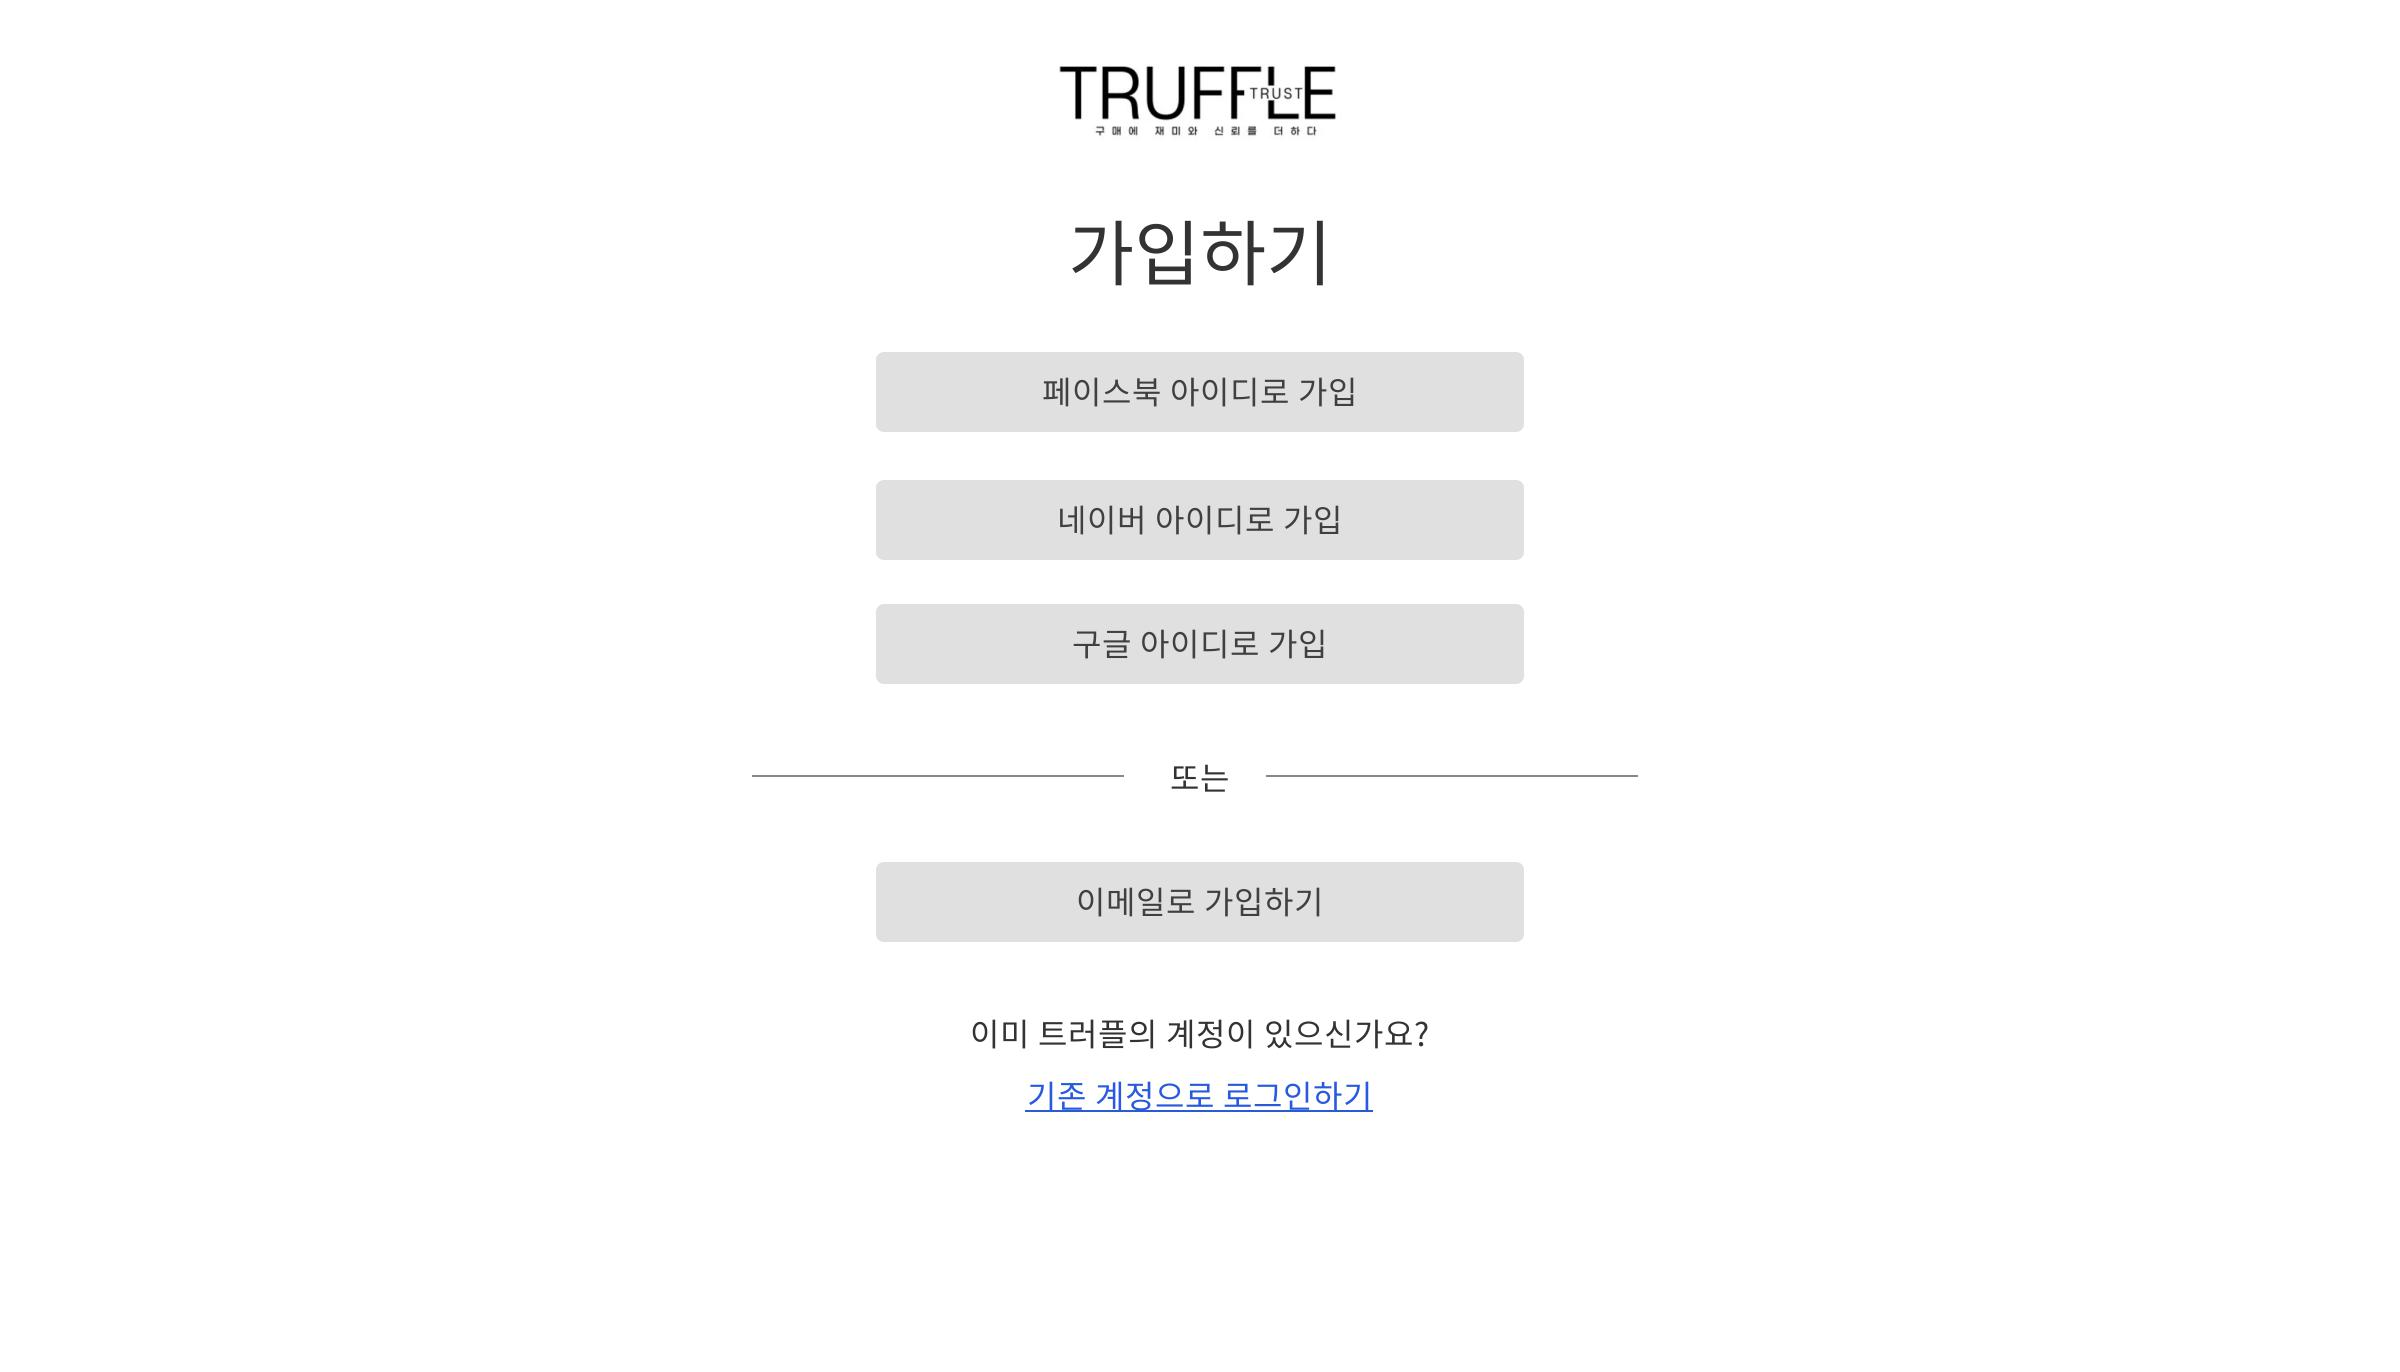 TRUFFLE
TRUST
구매에 재미와 신뢰를 더하다
가입하기
페이스북 아이디로 가입
네이버 아이디로 가입
구글 아이디로 가입
또는
이메일로 가입하기
이미 트러플의 계정이 있으신가요?
기존 계정으로 로그인하기